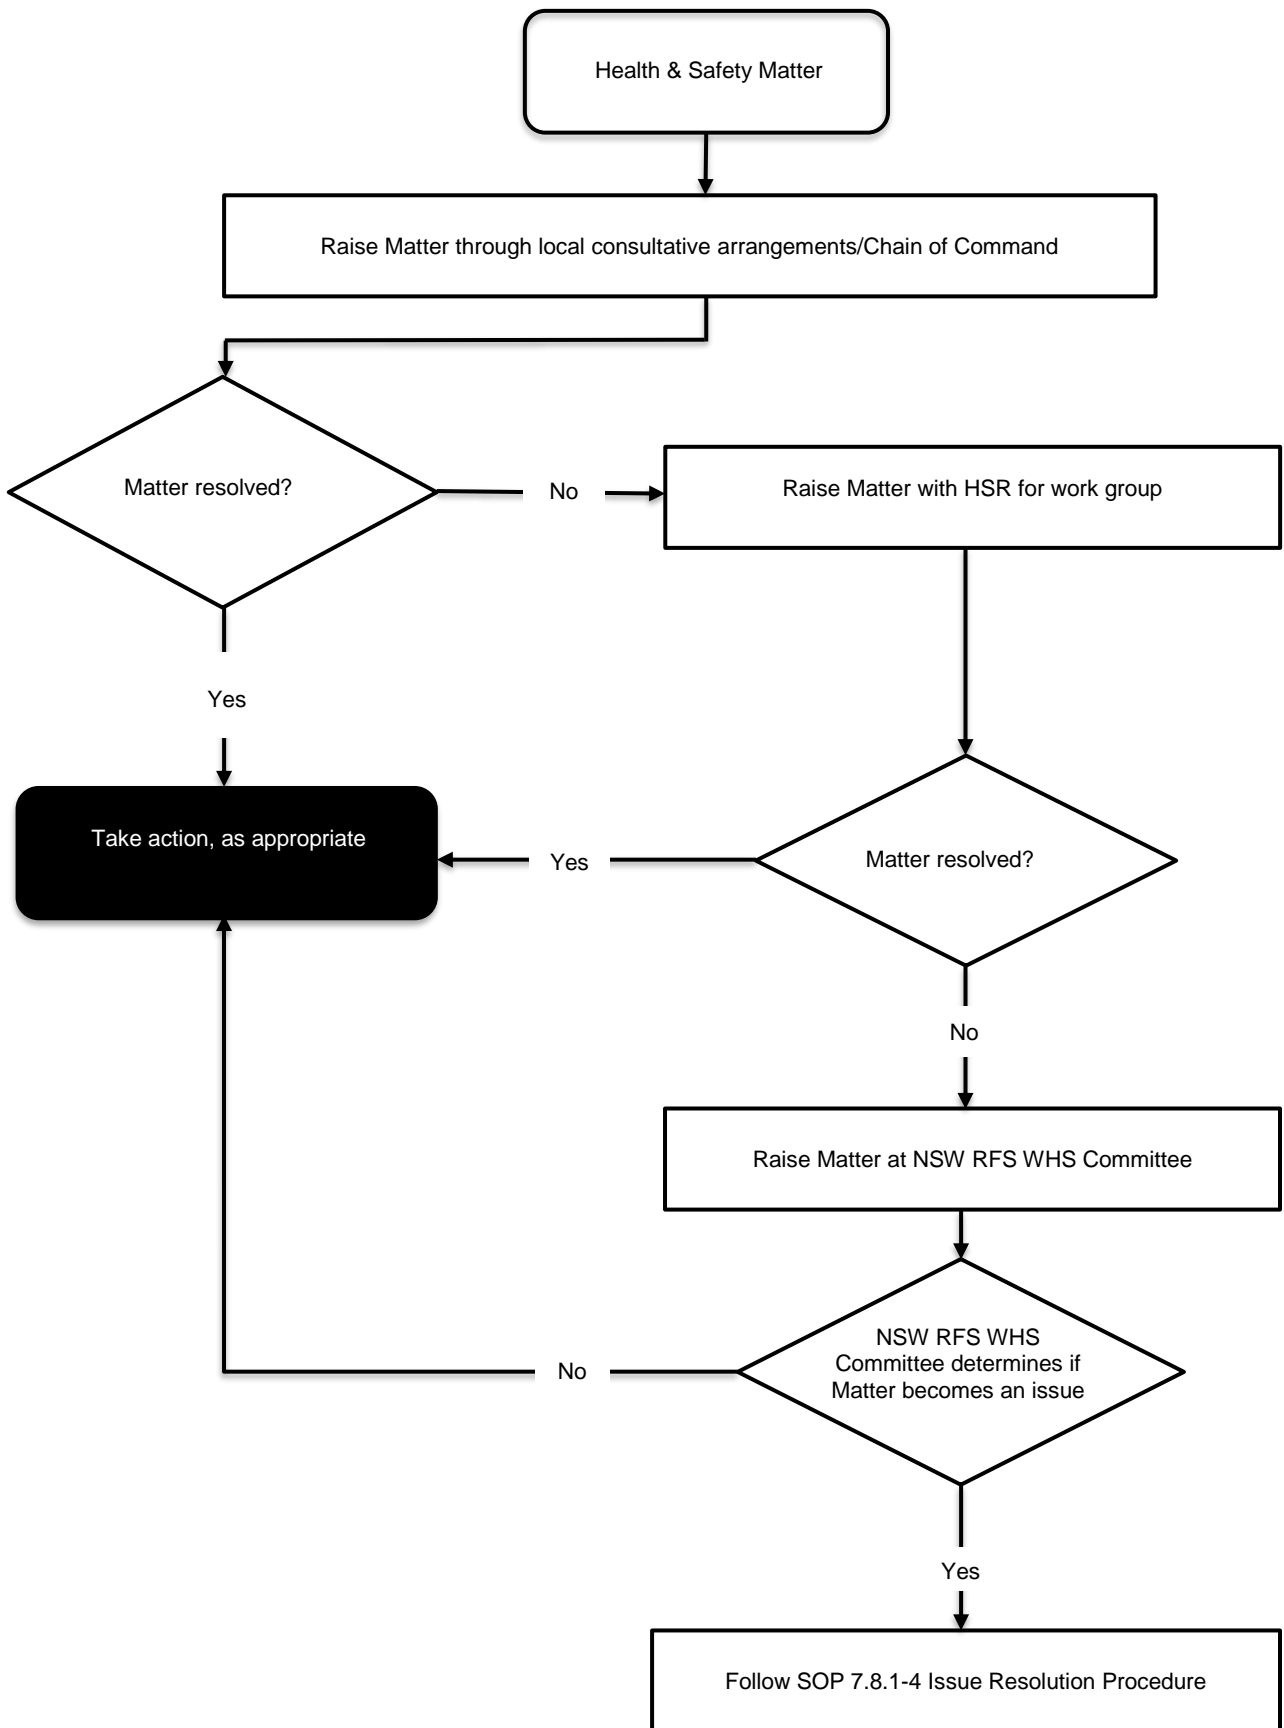 Health & Safety Matter
Raise Matter through local consultative arrangements/Chain of Command
Matter resolved?
No
Raise Matter with HSR for work group
Yes
Take action, as appropriate
Yes
Matter resolved?
No
Raise Matter at NSW RFS WHS Committee
NSW RFS WHS
Committee determines if
Matter becomes an issue
No
Yes
Follow SOP 7.8.1-4 Issue Resolution Procedure